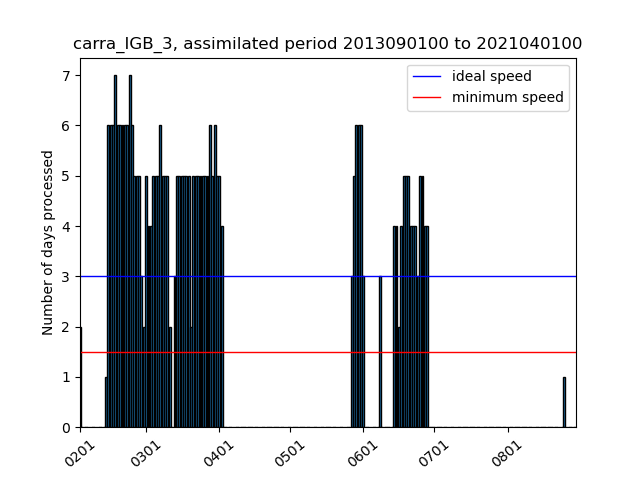 carra_IGB_3, assimilated period 2013090100 to 2021040100
ideal speed
minimum speed
Number of days processed
7
6
5
4
3
2
1
0
0201 0301 0401 0501 0601 0701 0801